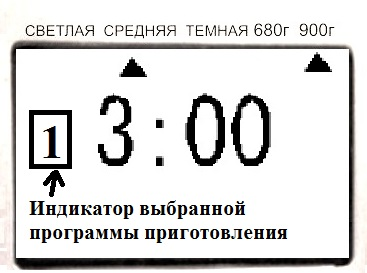 СВЕТЛАЯ СРЕДНЯЯ ТЕМНАЯ 680г 900г
1 3:00
Индикатор выбранной
программы приготовления